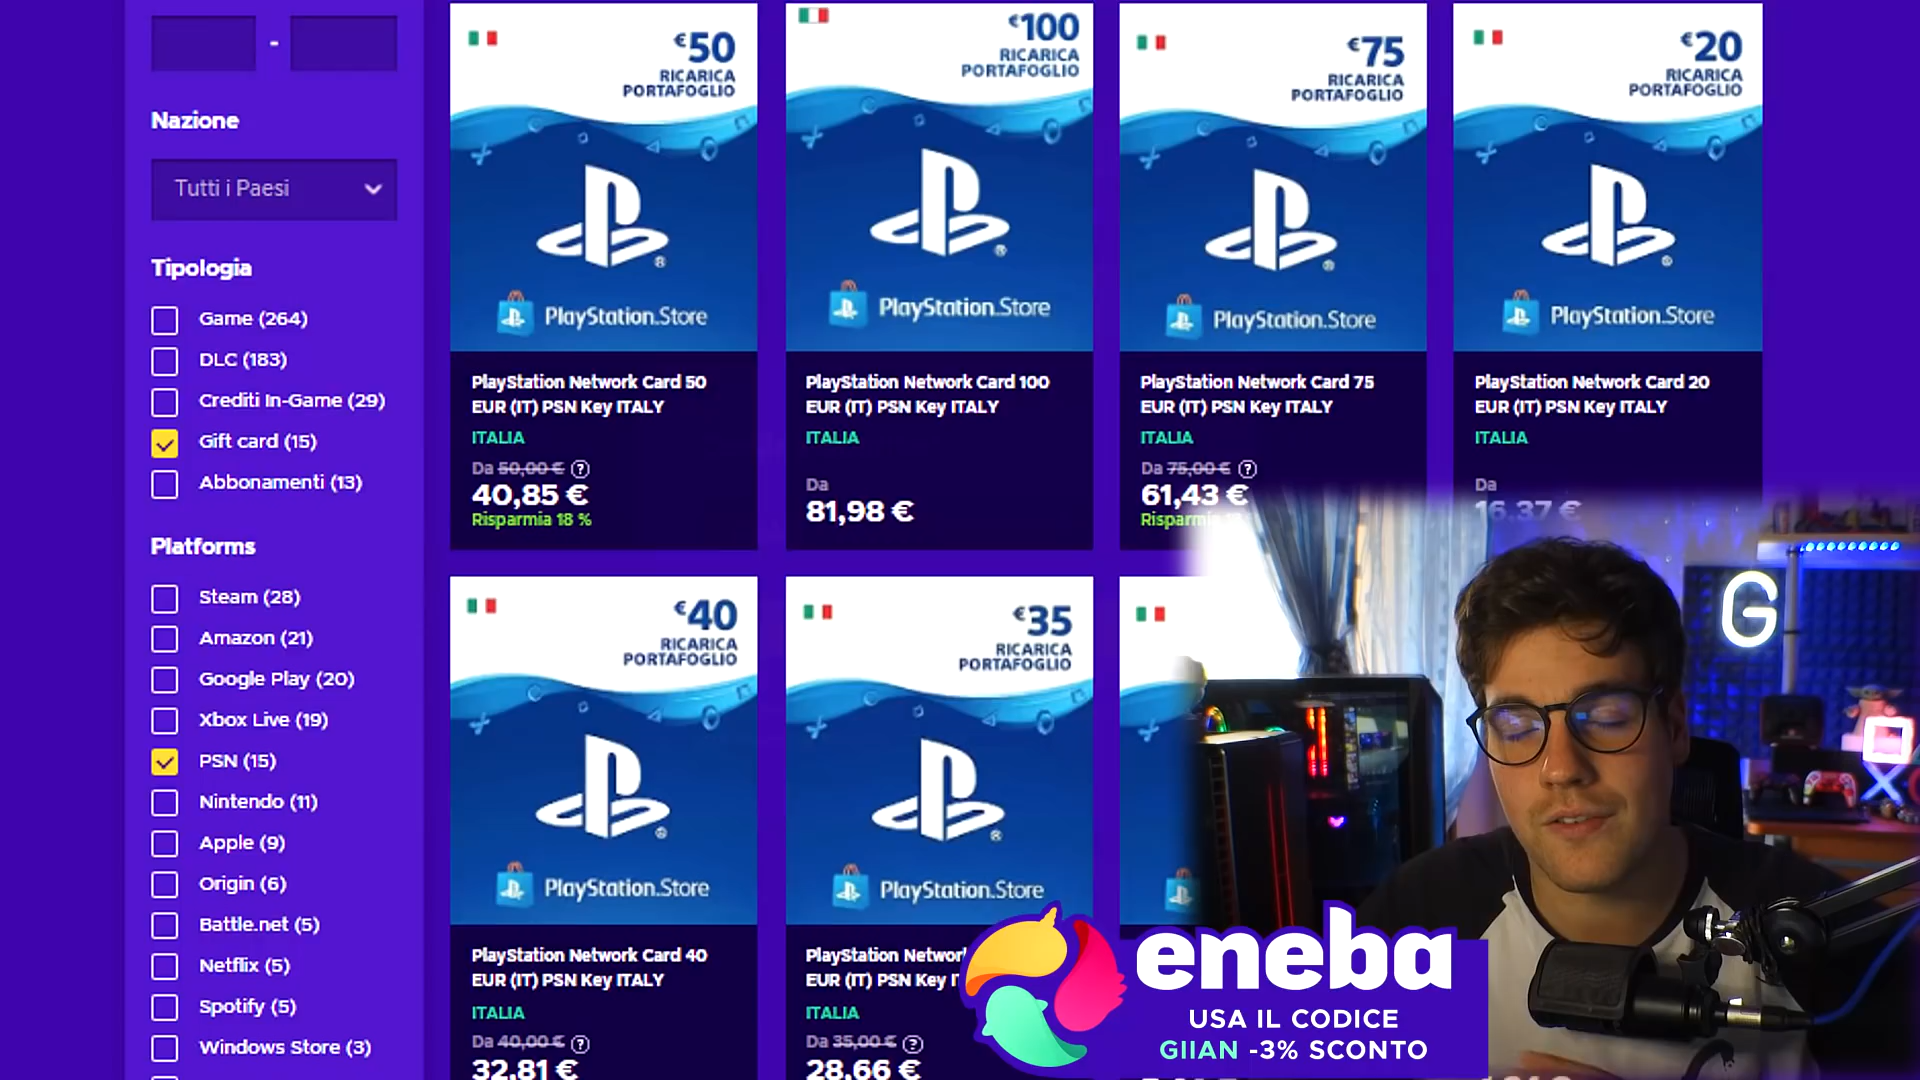 -
Nazione
Tutti i Paesi
Tipologia
Game (264)
DLC (183)
Crediti In-Game (29)
Gift card (15)
Abbonamenti (13)
Platforms
Steam (28)
Amazon (21)
Google Play (20)
Xbox Live (19)
PSN (15)
Nintendo (11)
Apple (9)
Origin (6)
Battle.net (5)
Netflix (5)
Spotify (5)
Windows Store (3)
€50
RICARICA
PORTAFOGLIO
PlayStation.Store
PlayStation Network Card 50
EUR (IT) PSN Key ITALY
ITALIA
Da 50,00 € ?
40,85 €
Risparmia 18 %
€100
RICARICA
PORTAFOGLIO
PlayStation.Store
PlayStation Network Card 100
EUR (IT) PSN Key ITALY
ITALIA
Da
81,98 €
€75
RICARICA
PORTAFOGLIO
PlayStation.Store
PlayStation Network Card 75
EUR (IT) PSN Key ITALY
ITALIA
Da 75,00 € ?
61,43 €
Risparmia
€20
RICARICA
PORTAFOGLIO
PlayStation.Store
PlayStation Network Card 20
EUR (IT) PSN Key ITALY
ITALIA
Da
16,37 €
€40
RICARICA
PORTAFOGLIO
PlayStation.Store
PlayStation Network Card 40
EUR (IT) PSN Key ITALY
ITALIA
Da 40,00 € ?
32,81 €
€35
RICARICA
PORTAFOGLIO
PlayStation.Store
PlayStation Networ
EUR (IT) PSN Key
ITALIA
Da 35,00 € ?
28,66 €
G
eneba
USA IL CODICE
GIIAN -3% SCONTO